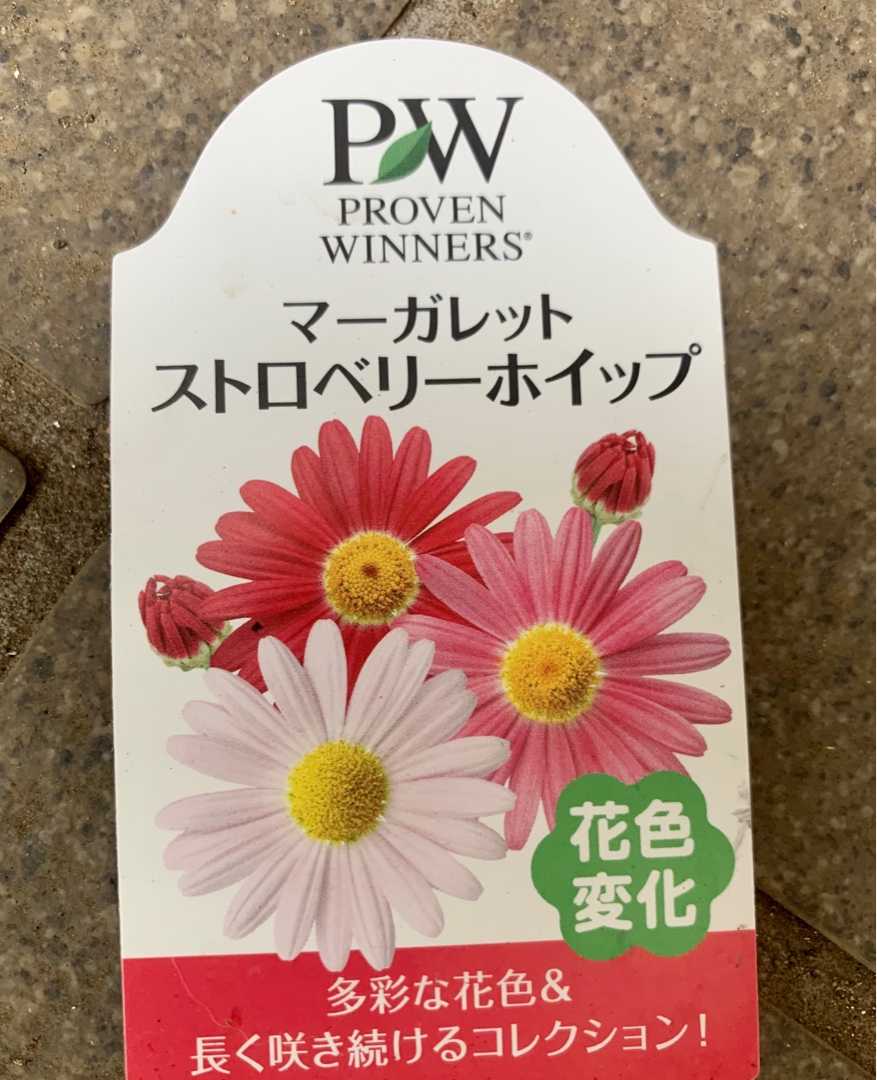 PW
PROVEN
WINNERS®
マーガレット
ストロベリーホイップ
花色
変化
多彩な花色&
長く咲き続けるコレクション!